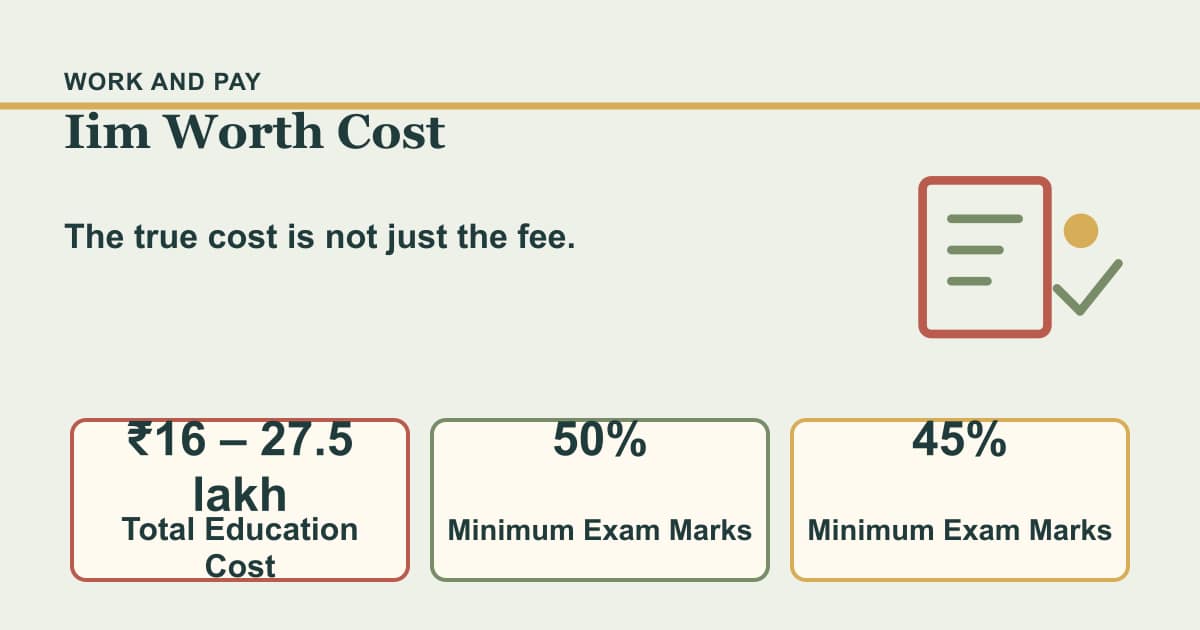 WORK AND PAY
Iim Worth Cost
The true cost is not just the fee.
₹16 – 27.5
lakh
Total Education
Cost
50%
Minimum Exam Marks
45%
Minimum Exam Marks